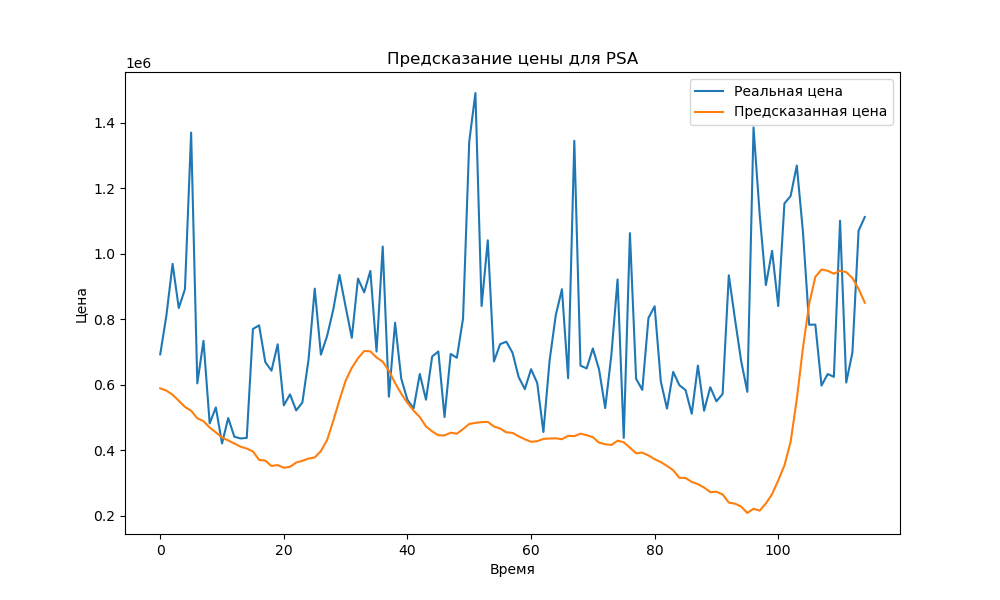 Предсказание цены для PSA
1e6
Реальная цена
Предсказанная цена
1.4
1.2
1.0
0.8
0.6
0.4
0.2
Цена
0 20 40 60 80 100
Время